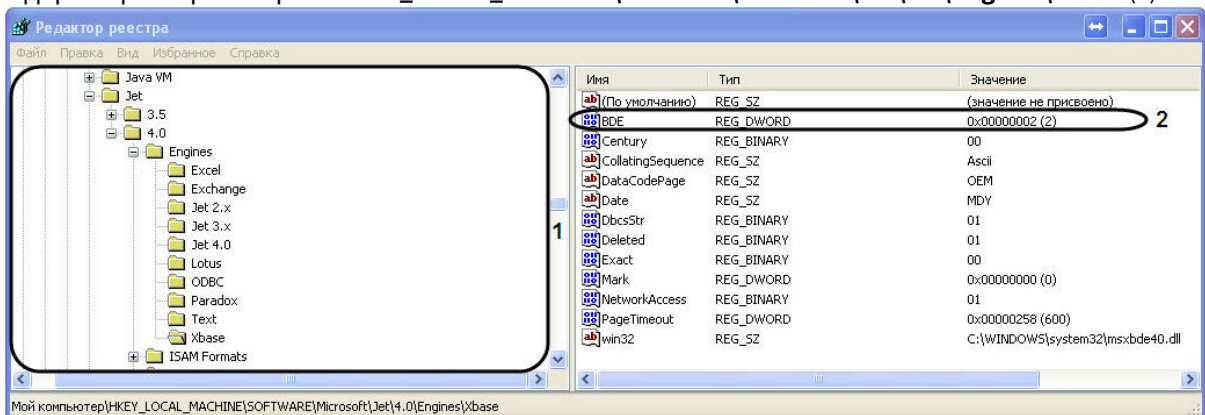 Редактор реестра
Файл Правка Вид Избранное Справка
Java VM
Jet
3.5
4.0
Engines
Excel
Exchange
Jet 2.x
Jet 3.x
Jet 4.0
Lotus
ODBC
Paradox
Text
Xbase
ISAM Formats
1
Имя Тип Значение
(По умолчанию) REG_SZ (значение не присвоено)
BDE REG_DWORD 0x00000002 (2) 2
Century REG_BINARY 00
CollatingSequence REG_SZ Ascii
DataCodePage REG_SZ OEM
Date REG_SZ MDY
DbcsStr REG_BINARY 01
Deleted REG_BINARY 01
Exact REG_BINARY 00
Mark REG_DWORD 0x00000000 (0)
NetworkAccess REG_BINARY 01
PageTimeout REG_DWORD 0x00000258 (600)
win32 REG_SZ C:\WINDOWS\system32\msxbde40.dll
Мой компьютер\HKEY_LOCAL_MACHINE\SOFTWARE\Microsoft\Jet\4.0\Engines\Xbase